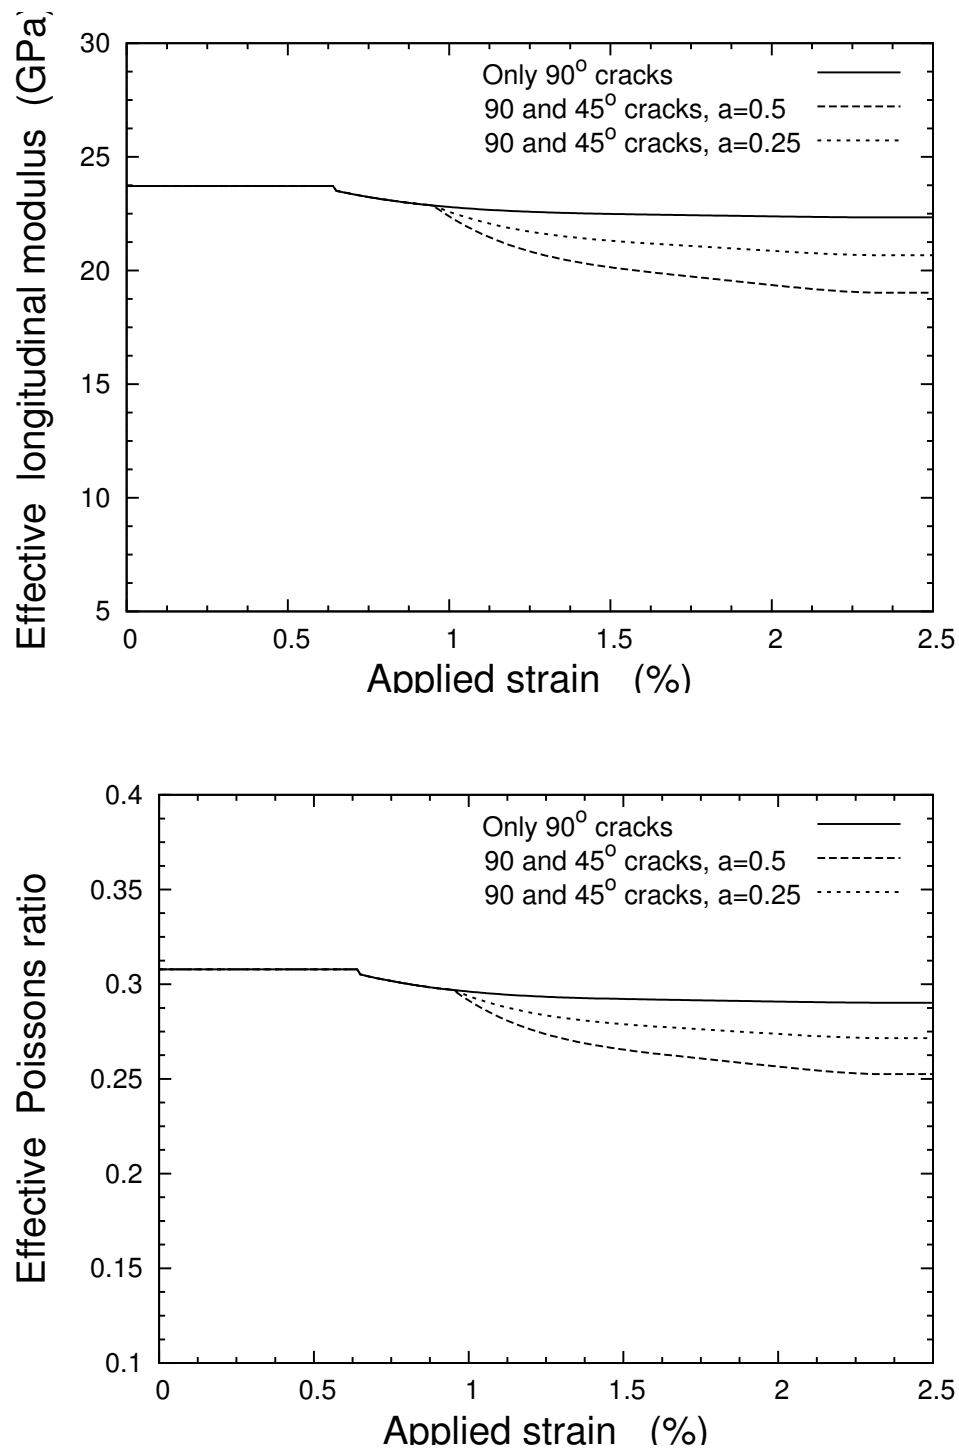 30
Only 90° cracks
90 and 45° cracks, a=0.5
90 and 45° cracks, a=0.25
25
20
15
10
5
0 0.5 1 1.5 2 2.5
Effective longitudinal modulus (GPa)
Applied strain (%)
0.4
Only 90° cracks
90 and 45° cracks, a=0.5
90 and 45° cracks, a=0.25
0.35
0.3
0.25
0.2
0.15
0.1
0 0.5 1 1.5 2 2.5
Effective Poissons ratio
Applied strain (%)